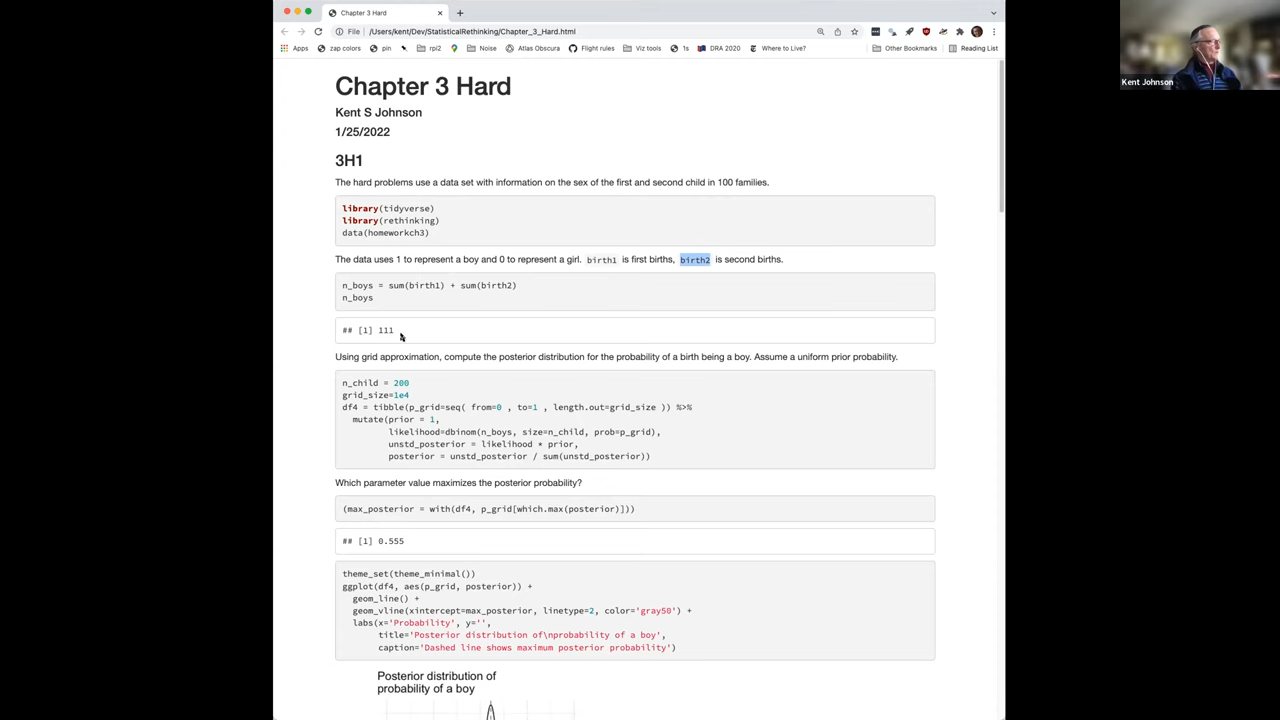 Chapter 3 Hard
File /Users/kent/Dev/StatisticalRethinking/Chapter_3_Hard.html
Apps zap colors pin rpi2 Noise Atlas Obscura Flight rules Viz tools 1s DRA 2020 Where to Live? Other Bookmarks Reading List
Kent Johnson
Chapter 3 Hard
Kent S Johnson
1/25/2022
3H1
The hard problems use a data set with information on the sex of the first and second child in 100 families.
library(tidyverse)
library(rethinking)
data(homeworkch3)
The data uses 1 to represent a boy and 0 to represent a girl. birth1 is first births, birth2 is second births.
n_boys = sum(birth1) + sum(birth2)
n_boys
## [1] 111
Using grid approximation, compute the posterior distribution for the probability of a birth being a boy. Assume a uniform prior probability.
n_child = 200
grid_size=1e4
df4 = tibble(p_grid=seq( from=0 , to=1 , length.out=grid_size )) %>%
mutate(prior = 1,
likelihood=dbinom(n_boys, size=n_child, prob=p_grid),
unstd_posterior = likelihood * prior,
posterior = unstd_posterior / sum(unstd_posterior))
Which parameter value maximizes the posterior probability?
(max_posterior = with(df4, p_grid[which.max(posterior)]))
## [1] 0.555
theme_set(theme_minimal())
ggplot(df4, aes(p_grid, posterior)) +
geom_line() +
geom_vline(xintercept=max_posterior, linetype=2, color='gray50') +
labs(x='Probability', y='',
title='Posterior distribution of\nprobability of a boy',
caption='Dashed line shows maximum posterior probability')
Posterior distribution of
probability of a boy